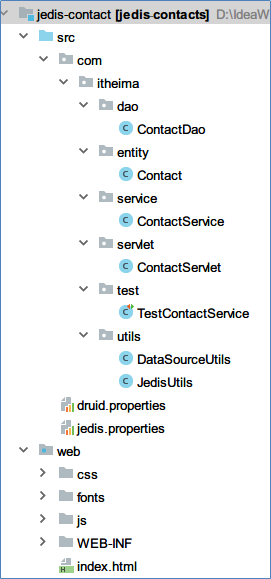 jedis-contact [jedis-contacts] D:\IdeaW
src
com
itheima
dao
C ContactDao
entity
C Contact
service
C ContactService
servlet
C ContactServlet
test
C TestContactService
utils
C DataSourceUtils
C JedisUtils
druid.properties
jedis.properties
web
css
fonts
js
WEB-INF
H index.html